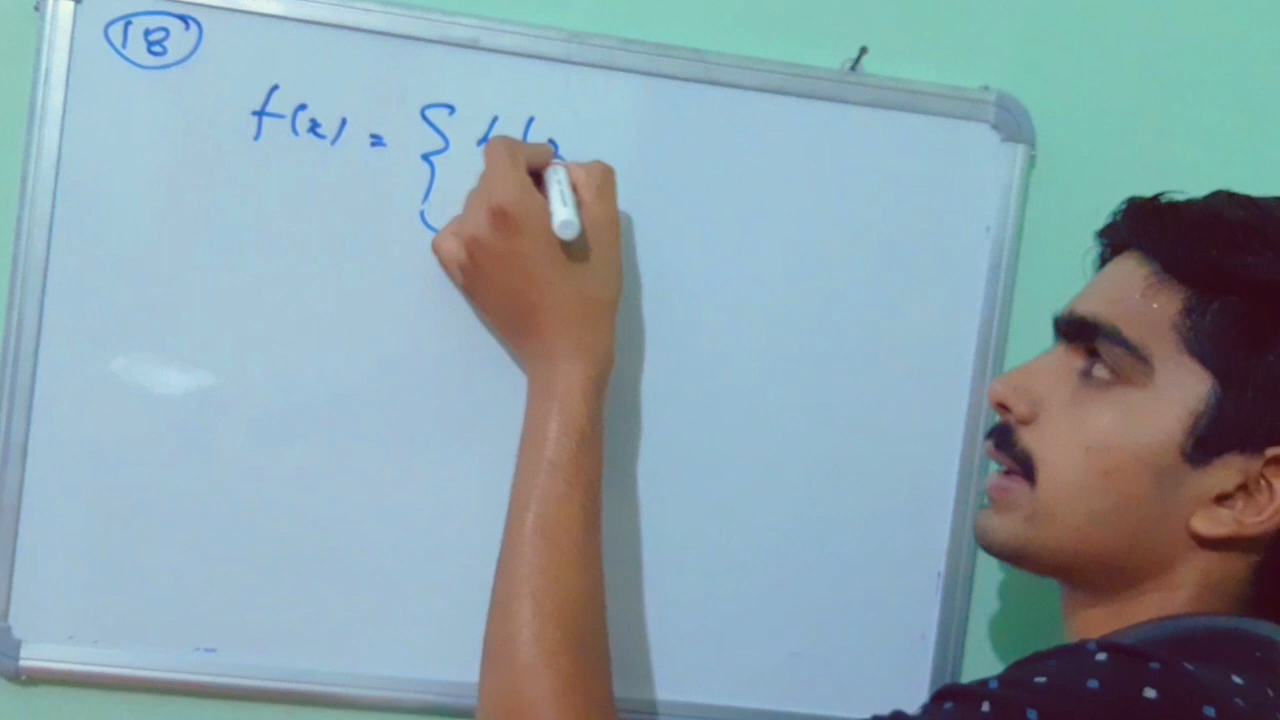 18
f(x) = {